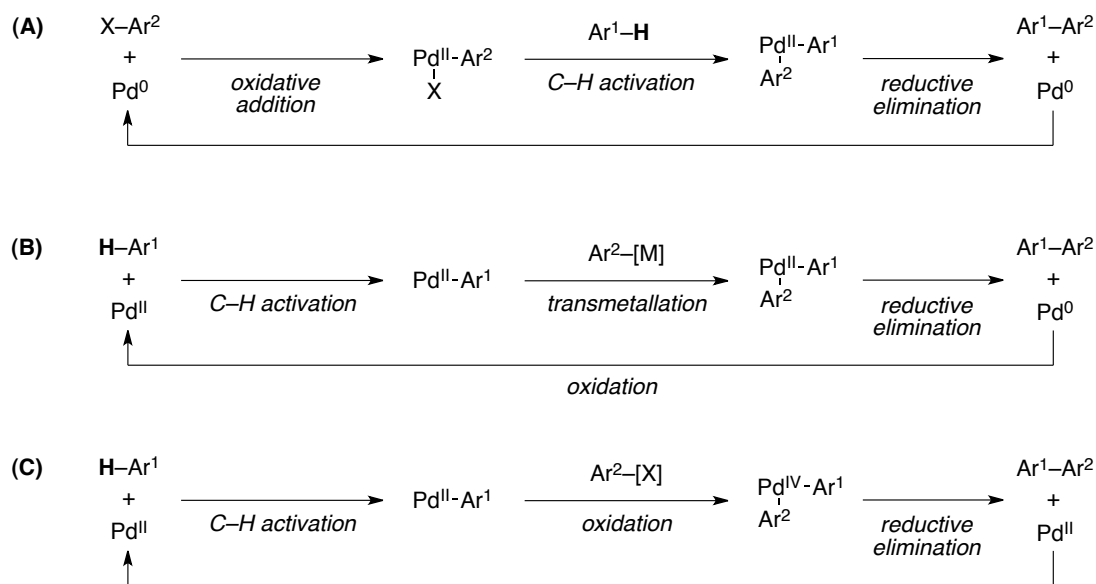 (A)
X–Ar²
+
Pd⁰
oxidative
addition
Pdᴵᴵ-Ar²
X
Ar¹–H
C–H activation
Pdᴵᴵ-Ar¹
Ar²
reductive
elimination
Ar¹–Ar²
+
Pd⁰
(B)
H–Ar¹
+
Pdᴵᴵ
C–H activation
Pdᴵᴵ-Ar¹
Ar²–[M]
transmetallation
Pdᴵᴵ-Ar¹
Ar²
reductive
elimination
Ar¹–Ar²
+
Pd⁰
oxidation
(C)
H–Ar¹
+
Pdᴵᴵ
C–H activation
Pdᴵᴵ-Ar¹
Ar²–[X]
oxidation
Pdᴵⱽ-Ar¹
Ar²
reductive
elimination
Ar¹–Ar²
+
Pdᴵᴵ